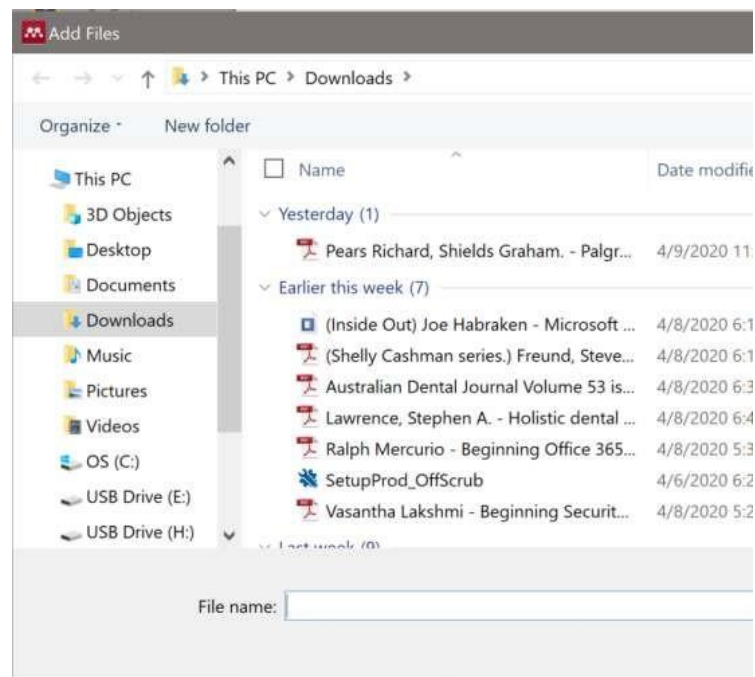 Add Files
This PC > Downloads >
Organize New folder
This PC
3D Objects
Desktop
Documents
Downloads
Music
Pictures
Videos
OS (C:)
USB Drive (E:)
USB Drive (H:)
Name Date modifie
Yesterday (1)
Pears Richard, Shields Graham. - Palgr... 4/9/2020 11
Earlier this week (7)
(Inside Out) Joe Habraken - Microsoft ... 4/8/2020 6:1
(Shelly Cashman series.) Freund, Steve... 4/8/2020 6:1
Australian Dental Journal Volume 53 is... 4/8/2020 6:3
Lawrence, Stephen A. - Holistic dental ... 4/8/2020 6:4
Ralph Mercurio - Beginning Office 365... 4/8/2020 5:3
SetupProd_OffScrub 4/6/2020 6:2
Vasantha Lakshmi - Beginning Securit... 4/8/2020 5:2
Last week (9)
File name: